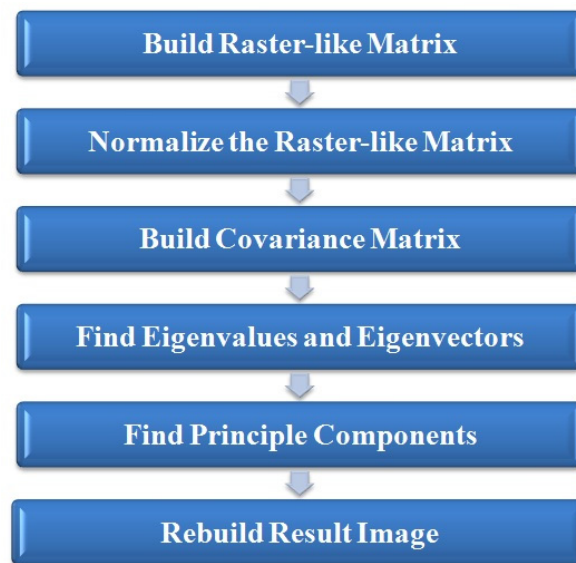 Build Raster-like Matrix
Normalize the Raster-like Matrix
Build Covariance Matrix
Find Eigenvalues and Eigenvectors
Find Principle Components
Rebuild Result Image